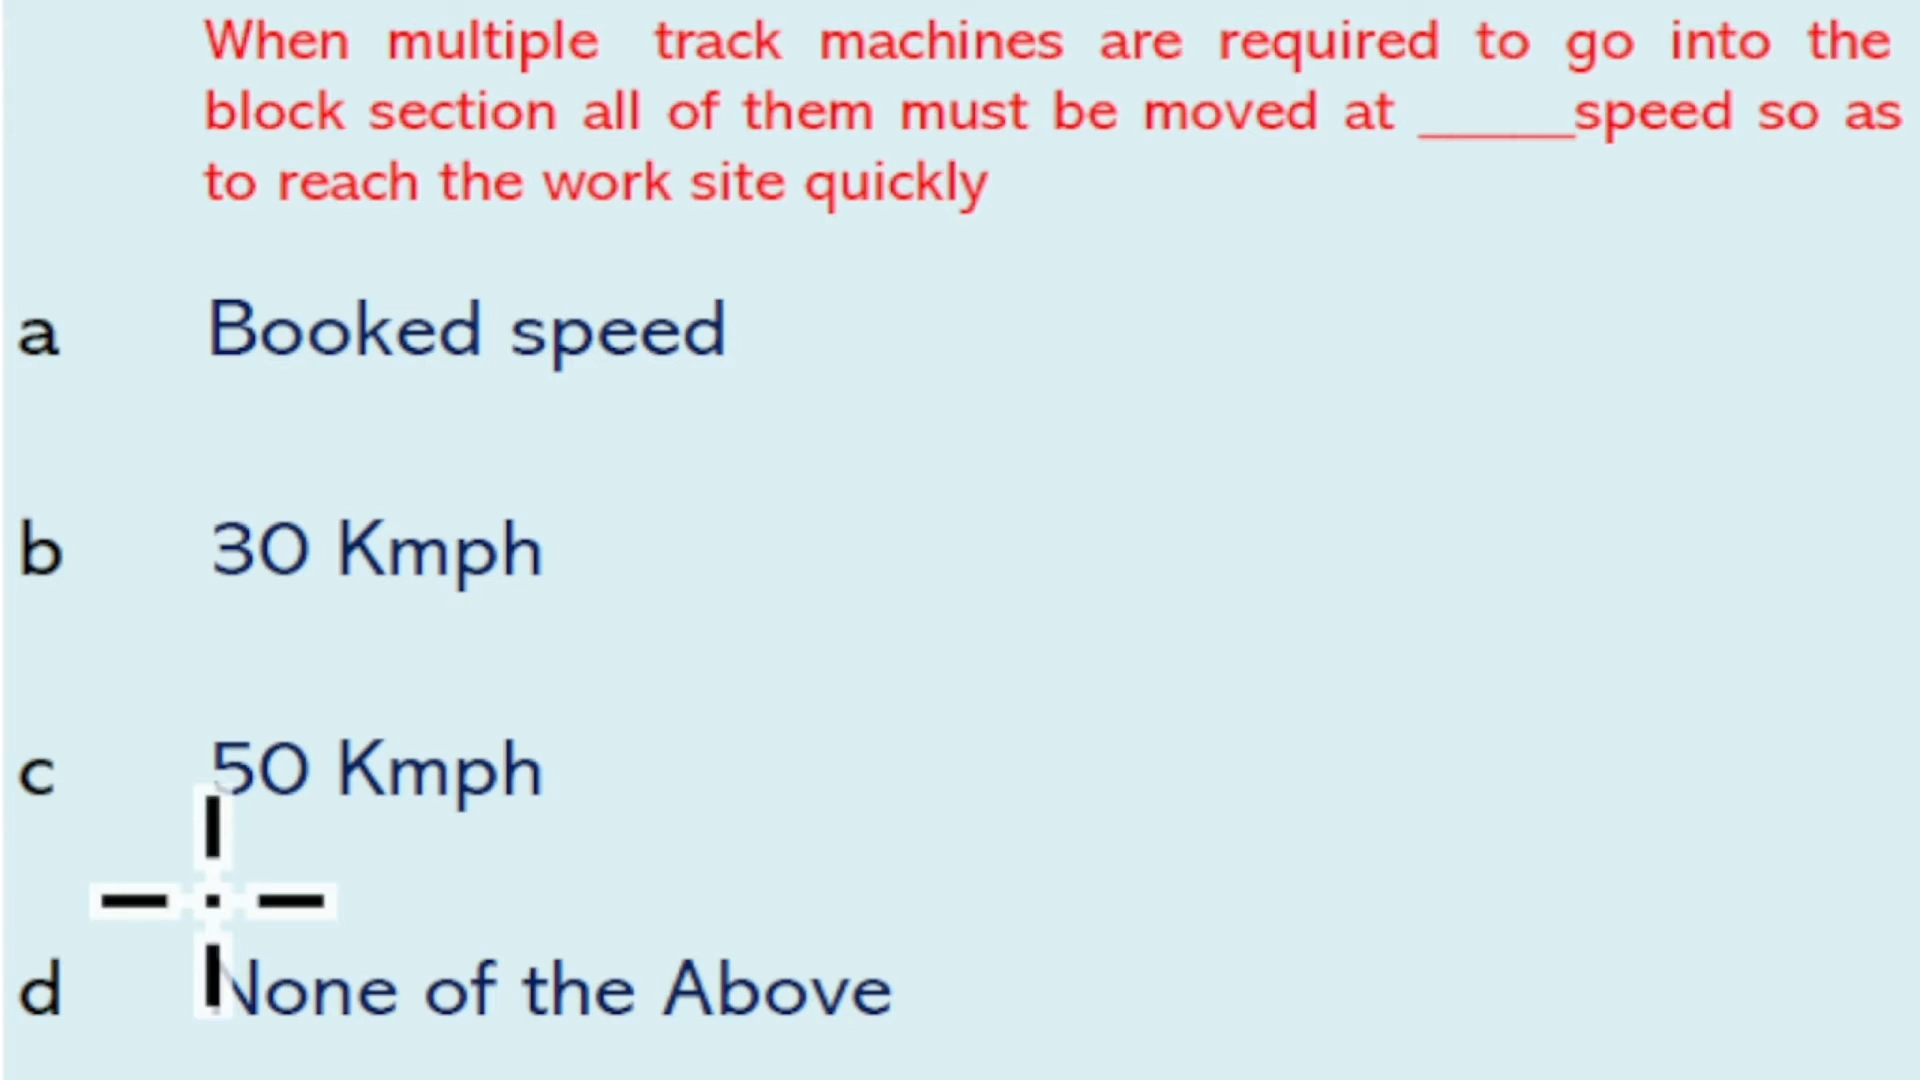 When multiple track machines are required to go into the
block section all of them must be moved at _____speed so as
to reach the work site quickly
a Booked speed
b 30 Kmph
c 50 Kmph
d None of the Above